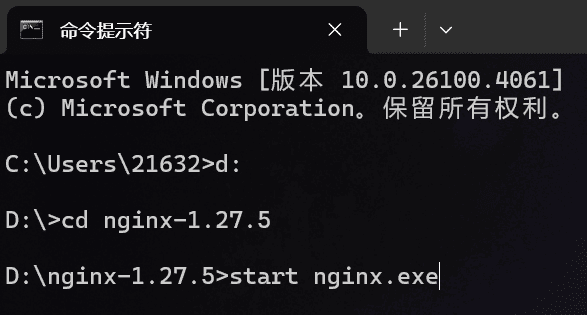 命令提示符
Microsoft Windows [版本 10.0.26100.4061]
(c) Microsoft Corporation。保留所有权利。
C:\Users\21632>d:
D:\>cd nginx-1.27.5
D:\nginx-1.27.5>start nginx.exe